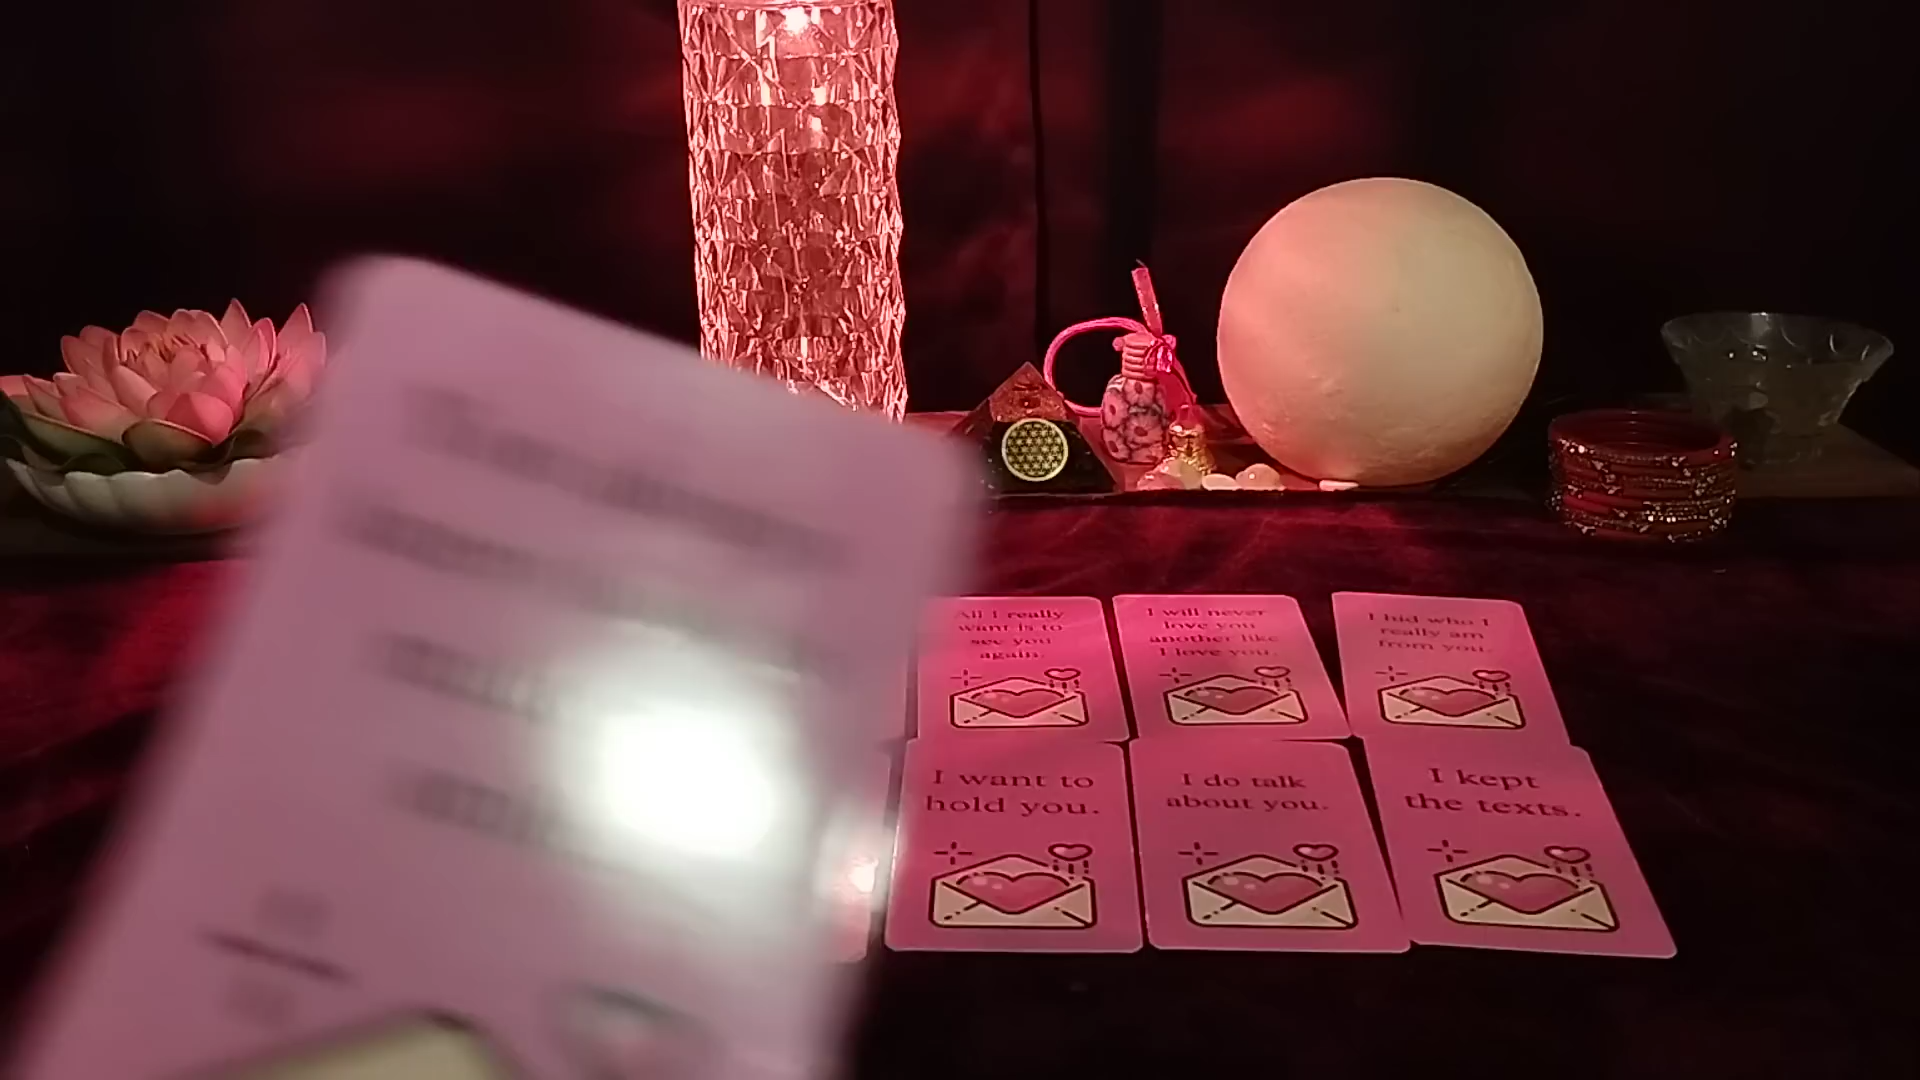 All I really
want is to
see you
again.
I will never
love you
another like
I love you.
I hid who I
really am
from you.
I want to
hold you.
I do talk
about you.
I kept
the texts.